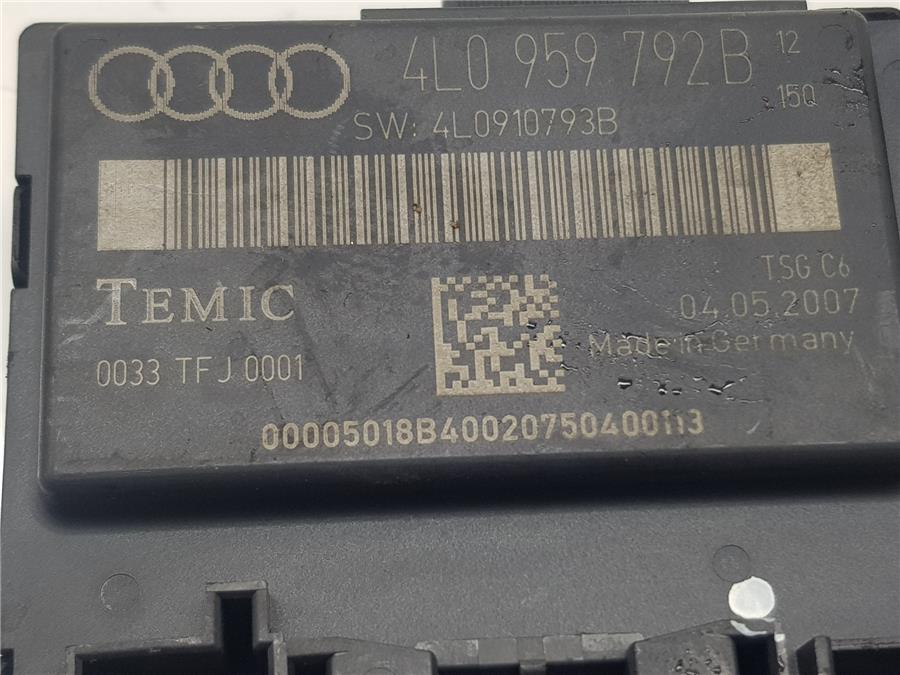 4L0 959 792B 12
15Q
SW: 4L0910793B
TEMIC
TSG C6
04.05.2007
Made in Germany
0033 TFJ 0001
00005018B40020750400113